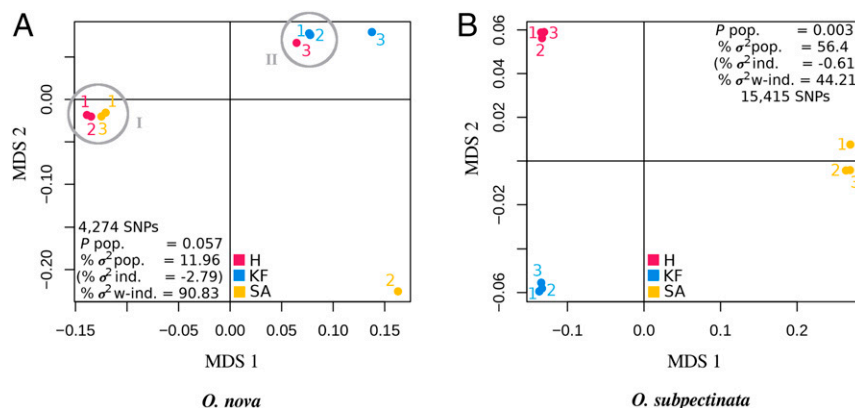 A
MDS 2
0.00
−0.10
−0.20
1 2
3
3
II
1 1
2 3
I
4,274 SNPs
P pop. = 0.057
% σ²pop. = 11.96
(% σ²ind. = -2.79)
% σ²w-ind. = 90.83
H
KF
SA
2
−0.15
−0.10
−0.05
0.00
0.05
0.10
0.15
MDS 1
O. nova
B
MDS 2
0.06
0.02
−0.02
−0.06
1 3
2
P pop. = 0.003
% σ²pop. = 56.4
(% σ²ind. = -0.61
% σ²w-ind. = 44.21
15,415 SNPs
1
2
3
3
1 2
H
KF
SA
−0.1
0.0
0.1
0.2
MDS 1
O. subpectinata